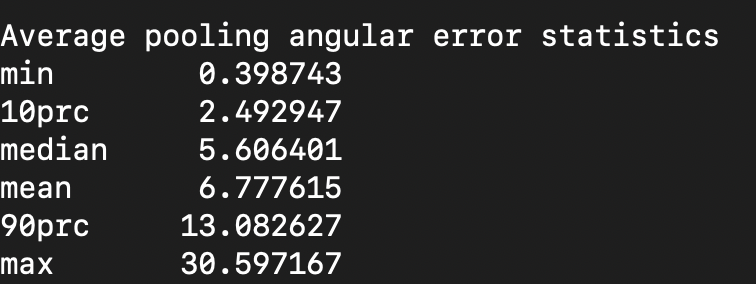 Average pooling angular error statistics
min 0.398743
10prc 2.492947
median 5.606401
mean 6.777615
90prc 13.082627
max 30.597167